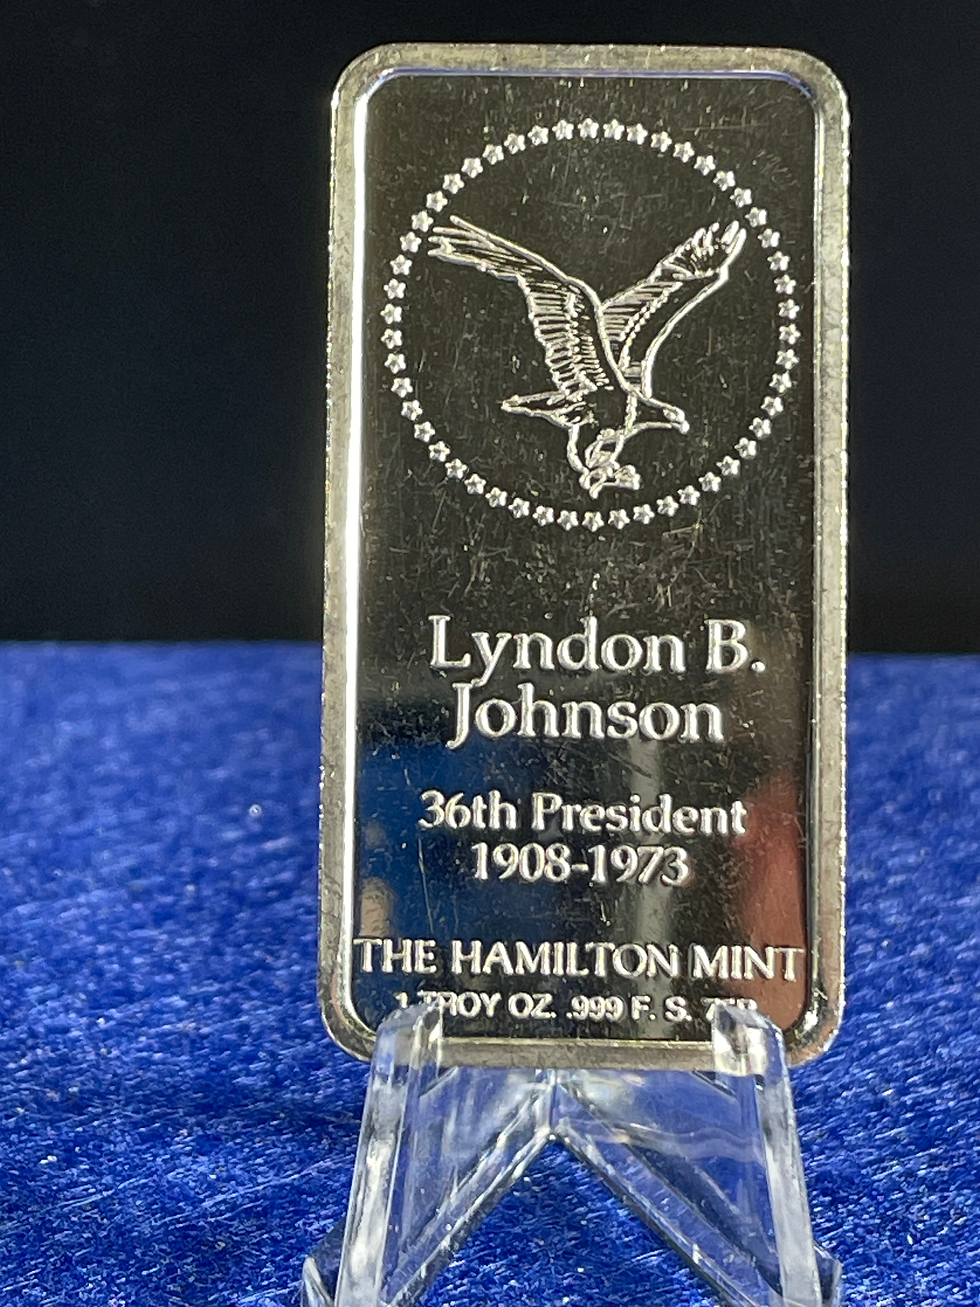 Lyndon B.
Johnson
36th President
1908-1973
THE HAMILTON MINT
1 TROY OZ. .999 F. S.